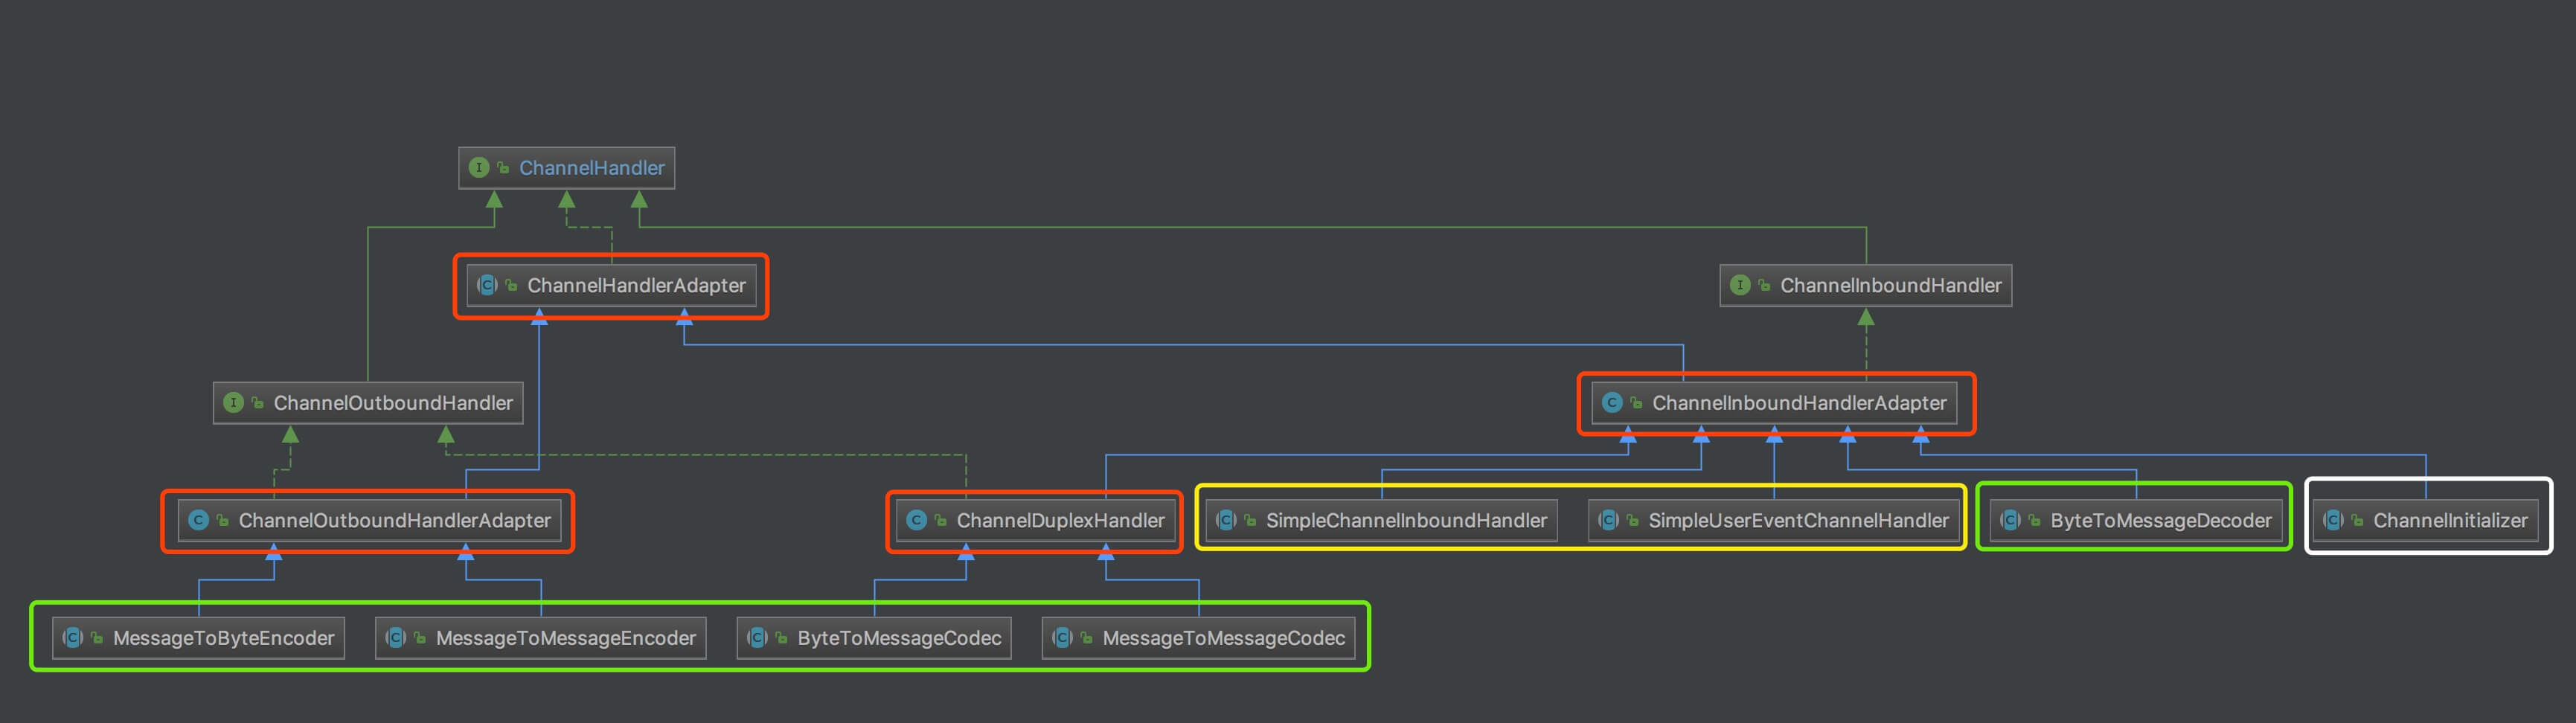 I ChannelHandler
C ChannelHandlerAdapter
I ChannelInboundHandler
I ChannelOutboundHandler
C ChannelInboundHandlerAdapter
C ChannelOutboundHandlerAdapter
C ChannelDuplexHandler
C SimpleChannelInboundHandler
C SimpleUserEventChannelHandler
C ByteToMessageDecoder
C ChannelInitializer
C MessageToByteEncoder
C MessageToMessageEncoder
C ByteToMessageCodec
C MessageToMessageCodec